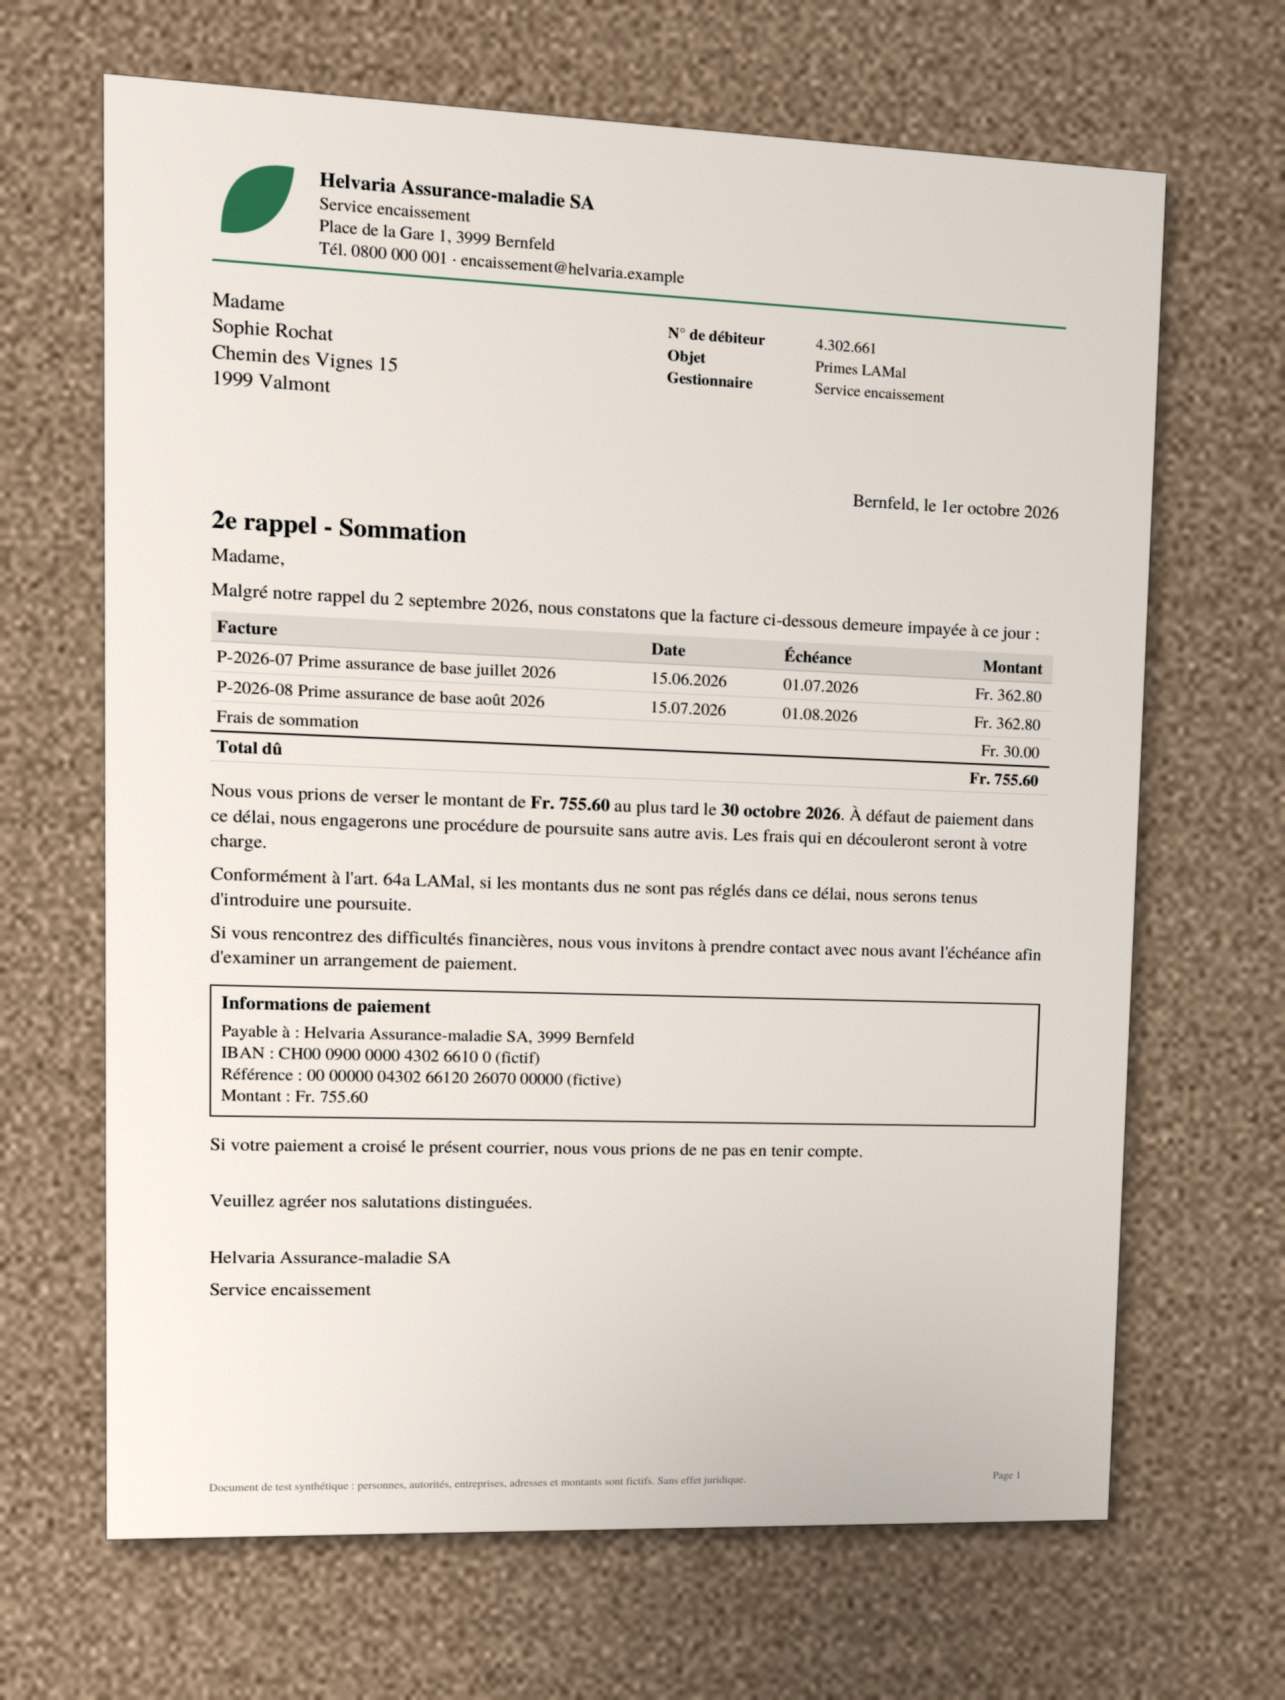 Helvaria Assurance-maladie SA
Service encaissement
Place de la Gare 1, 3999 Bernfeld
Tél. 0800 000 001 · encaissement@helvaria.example
Madame
Sophie Rochat
Chemin des Vignes 15
1999 Valmont
N° de débiteur 4.302.661
Objet Primes LAMal
Gestionnaire Service encaissement
Bernfeld, le 1er octobre 2026
2e rappel - Sommation
Madame,
Malgré notre rappel du 2 septembre 2026, nous constatons que la facture ci-dessous demeure impayée à ce jour :
Facture Date Échéance Montant
P-2026-07 Prime assurance de base juillet 2026 15.06.2026 01.07.2026 Fr. 362.80
P-2026-08 Prime assurance de base août 2026 15.07.2026 01.08.2026 Fr. 362.80
Frais de sommation Fr. 30.00
Total dû Fr. 755.60
Nous vous prions de verser le montant de Fr. 755.60 au plus tard le 30 octobre 2026. À défaut de paiement dans
ce délai, nous engagerons une procédure de poursuite sans autre avis. Les frais qui en découleront seront à votre
charge.
Conformément à l'art. 64a LAMal, si les montants dus ne sont pas réglés dans ce délai, nous serons tenus
d'introduire une poursuite.
Si vous rencontrez des difficultés financières, nous vous invitons à prendre contact avec nous avant l'échéance afin
d'examiner un arrangement de paiement.
Informations de paiement
Payable à : Helvaria Assurance-maladie SA, 3999 Bernfeld
IBAN : CH00 0900 0000 4302 6610 0 (fictif)
Référence : 00 00000 04302 66120 26070 00000 (fictive)
Montant : Fr. 755.60
Si votre paiement a croisé le présent courrier, nous vous prions de ne pas en tenir compte.
Veuillez agréer nos salutations distinguées.
Helvaria Assurance-maladie SA
Service encaissement
Document de test synthétique : personnes, autorités, entreprises, adresses et montants sont fictifs. Sans effet juridique. Page 1